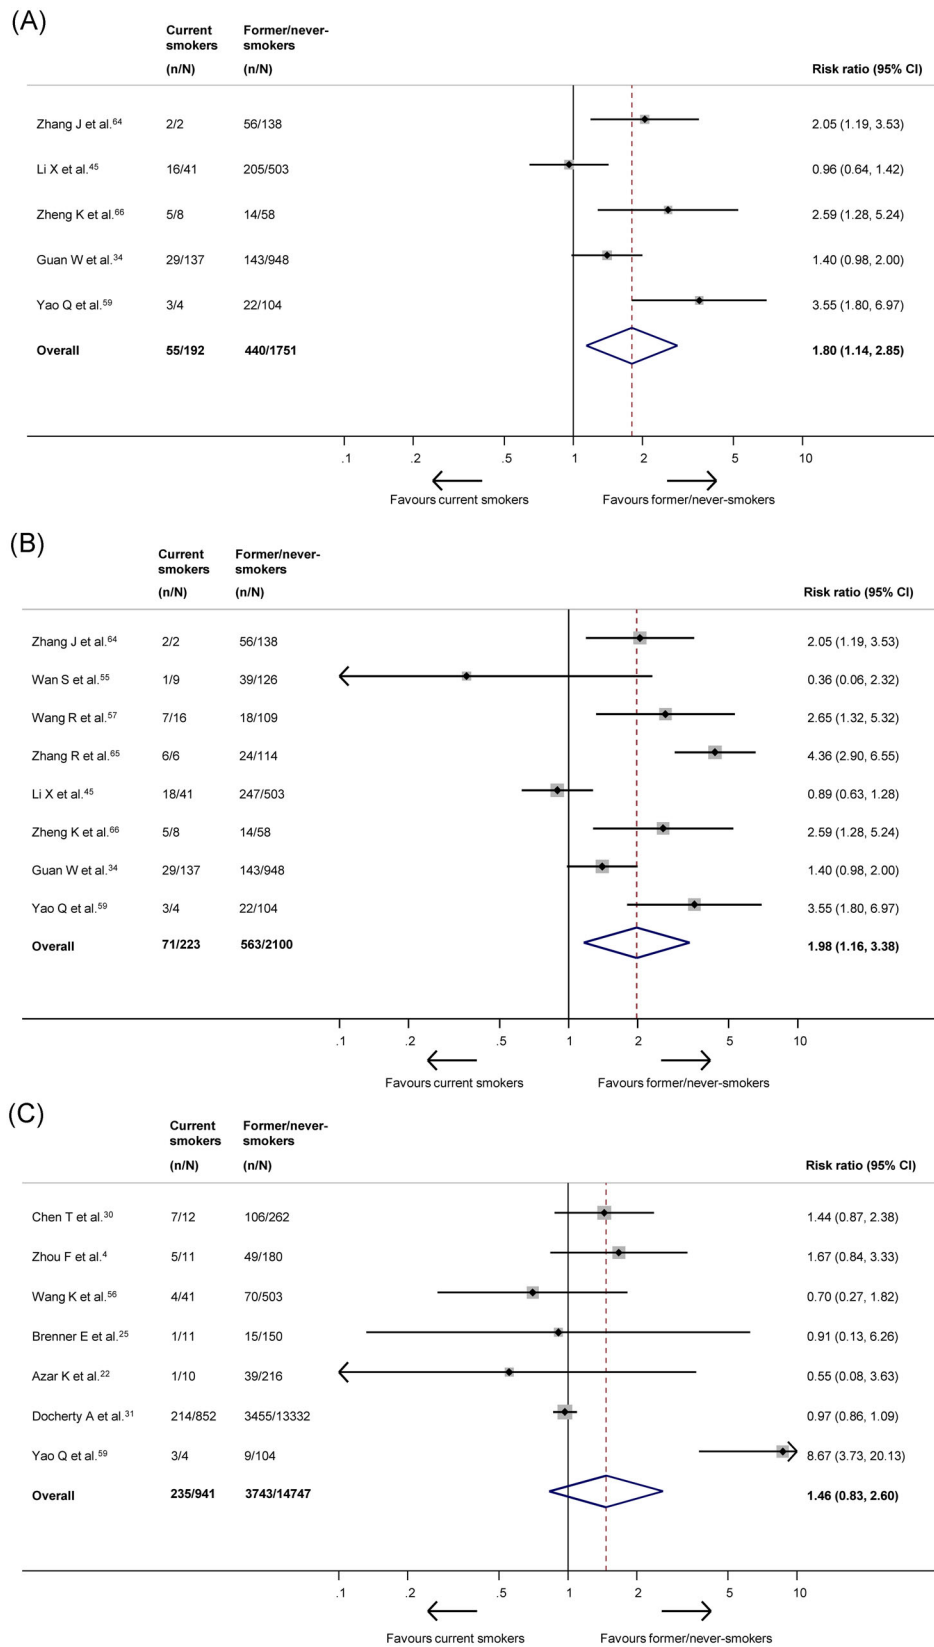 (A)
Current smokers (n/N) Former/never-smokers (n/N) Risk ratio (95% CI)
Zhang J et al.64 2/2 56/138 2.05 (1.19, 3.53)
Li X et al.45 16/41 205/503 0.96 (0.64, 1.42)
Zheng K et al.66 5/8 14/58 2.59 (1.28, 5.24)
Guan W et al.34 29/137 143/948 1.40 (0.98, 2.00)
Yao Q et al.59 3/4 22/104 3.55 (1.80, 6.97)
Overall 55/192 440/1751 1.80 (1.14, 2.85)
.1 .2 .5 1 2 5 10
Favours current smokers Favours former/never-smokers
(B)
Current smokers (n/N) Former/never-smokers (n/N) Risk ratio (95% CI)
Zhang J et al.64 2/2 56/138 2.05 (1.19, 3.53)
Wan S et al.55 1/9 39/126 0.36 (0.06, 2.32)
Wang R et al.57 7/16 18/109 2.65 (1.32, 5.32)
Zhang R et al.65 6/6 24/114 4.36 (2.90, 6.55)
Li X et al.45 18/41 247/503 0.89 (0.63, 1.28)
Zheng K et al.66 5/8 14/58 2.59 (1.28, 5.24)
Guan W et al.34 29/137 143/948 1.40 (0.98, 2.00)
Yao Q et al.59 3/4 22/104 3.55 (1.80, 6.97)
Overall 71/223 563/2100 1.98 (1.16, 3.38)
.1 .2 .5 1 2 5 10
Favours current smokers Favours former/never-smokers
(C)
Current smokers (n/N) Former/never-smokers (n/N) Risk ratio (95% CI)
Chen T et al.30 7/12 106/262 1.44 (0.87, 2.38)
Zhou F et al.4 5/11 49/180 1.67 (0.84, 3.33)
Wang K et al.56 4/41 70/503 0.70 (0.27, 1.82)
Brenner E et al.25 1/11 15/150 0.91 (0.13, 6.26)
Azar K et al.22 1/10 39/216 0.55 (0.08, 3.63)
Docherty A et al.31 214/852 3455/13332 0.97 (0.86, 1.09)
Yao Q et al.59 3/4 9/104 8.67 (3.73, 20.13)
Overall 235/941 3743/14747 1.46 (0.83, 2.60)
.1 .2 .5 1 2 5 10
Favours current smokers Favours former/never-smokers